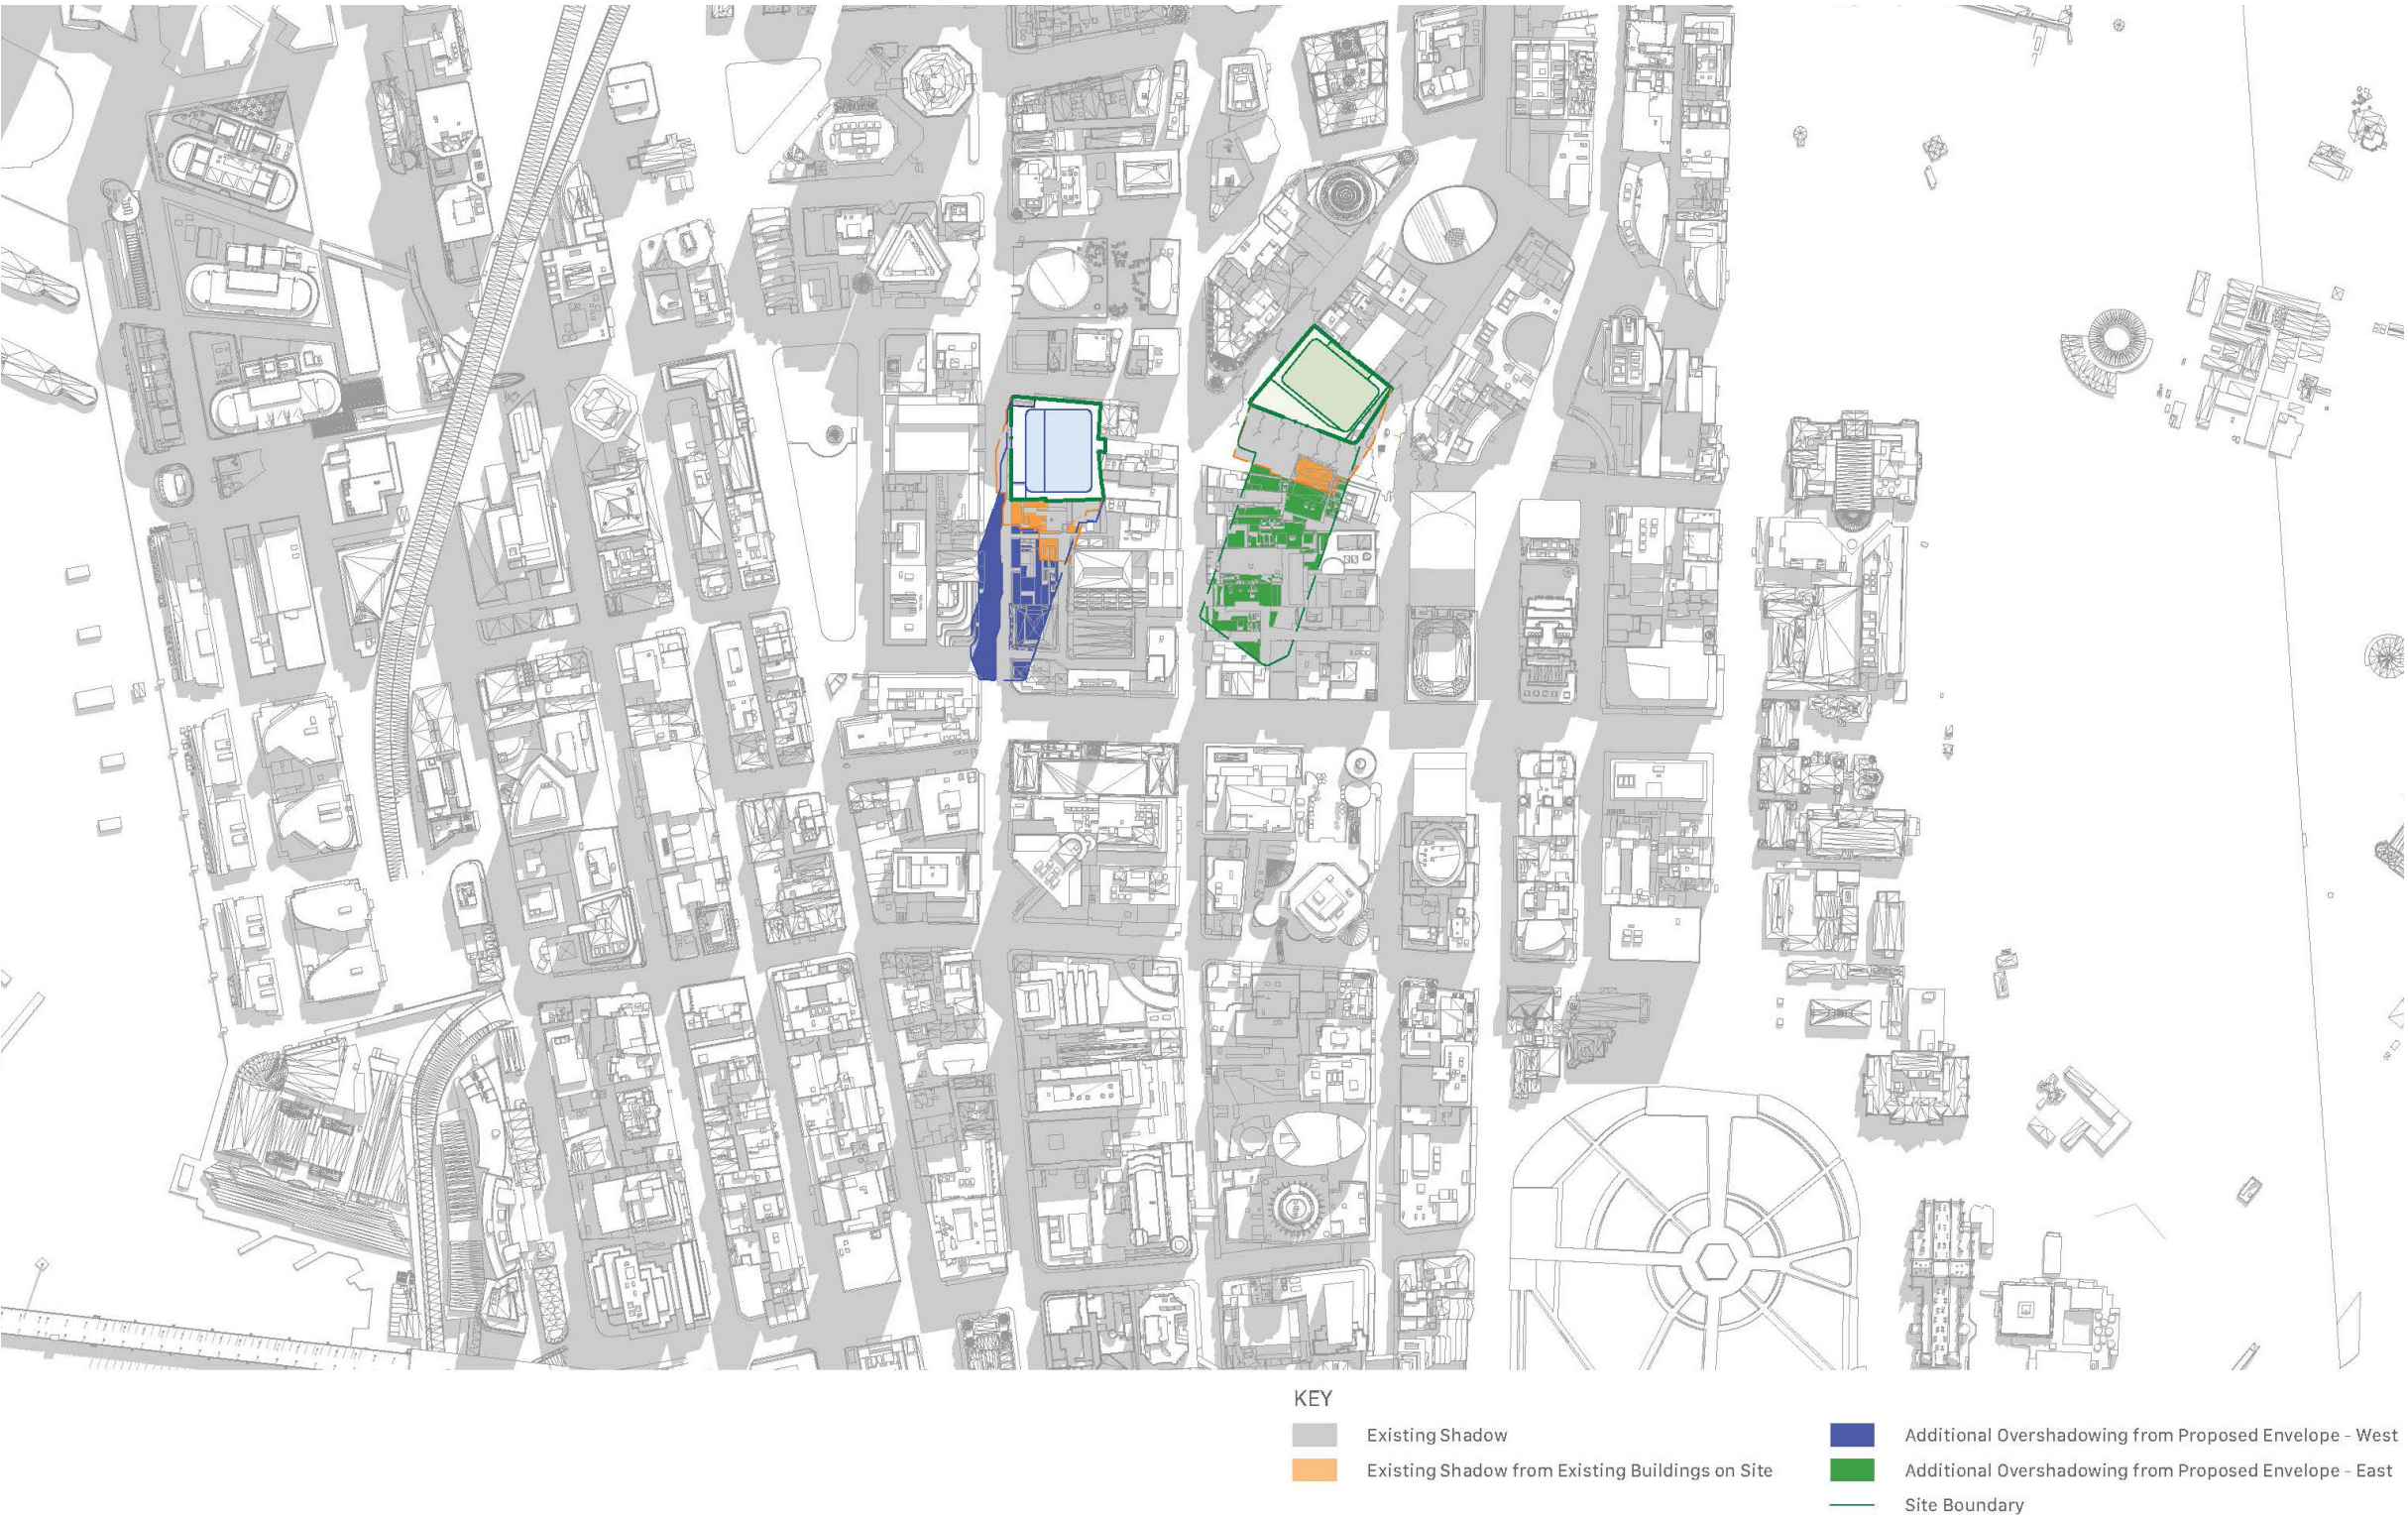 KEY
Existing Shadow
Existing Shadow from Existing Buildings on Site
Additional Overshadowing from Proposed Envelope - West
Additional Overshadowing from Proposed Envelope - East
Site Boundary